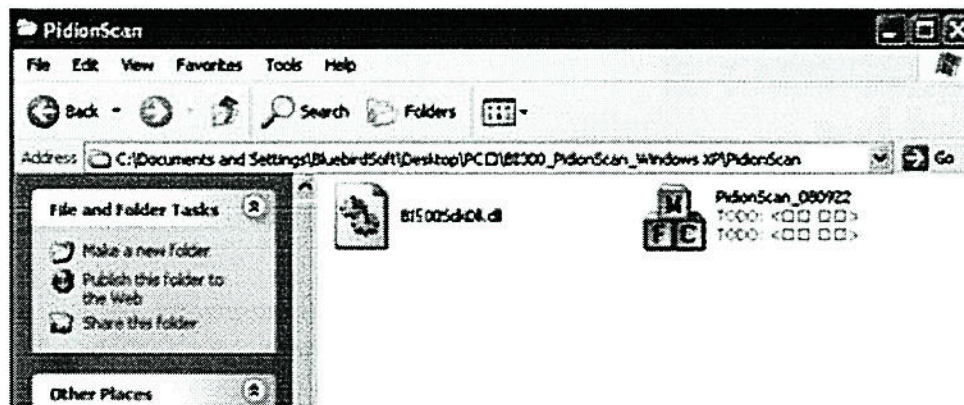 PidionScan
File Edit View Favorites Tools Help
Back Search Folders
Address C:\Documents and Settings\BluebirdSoft\Desktop\PC□\BI300_PidionScan_Windows XP\PidionScan Go
File and Folder Tasks
Make a new folder
Publish this folder to
the Web
Share this folder
Other Places
PidionScan_080922
TODO: <□□ □□>
TODO: <□□ □□>
M
F C